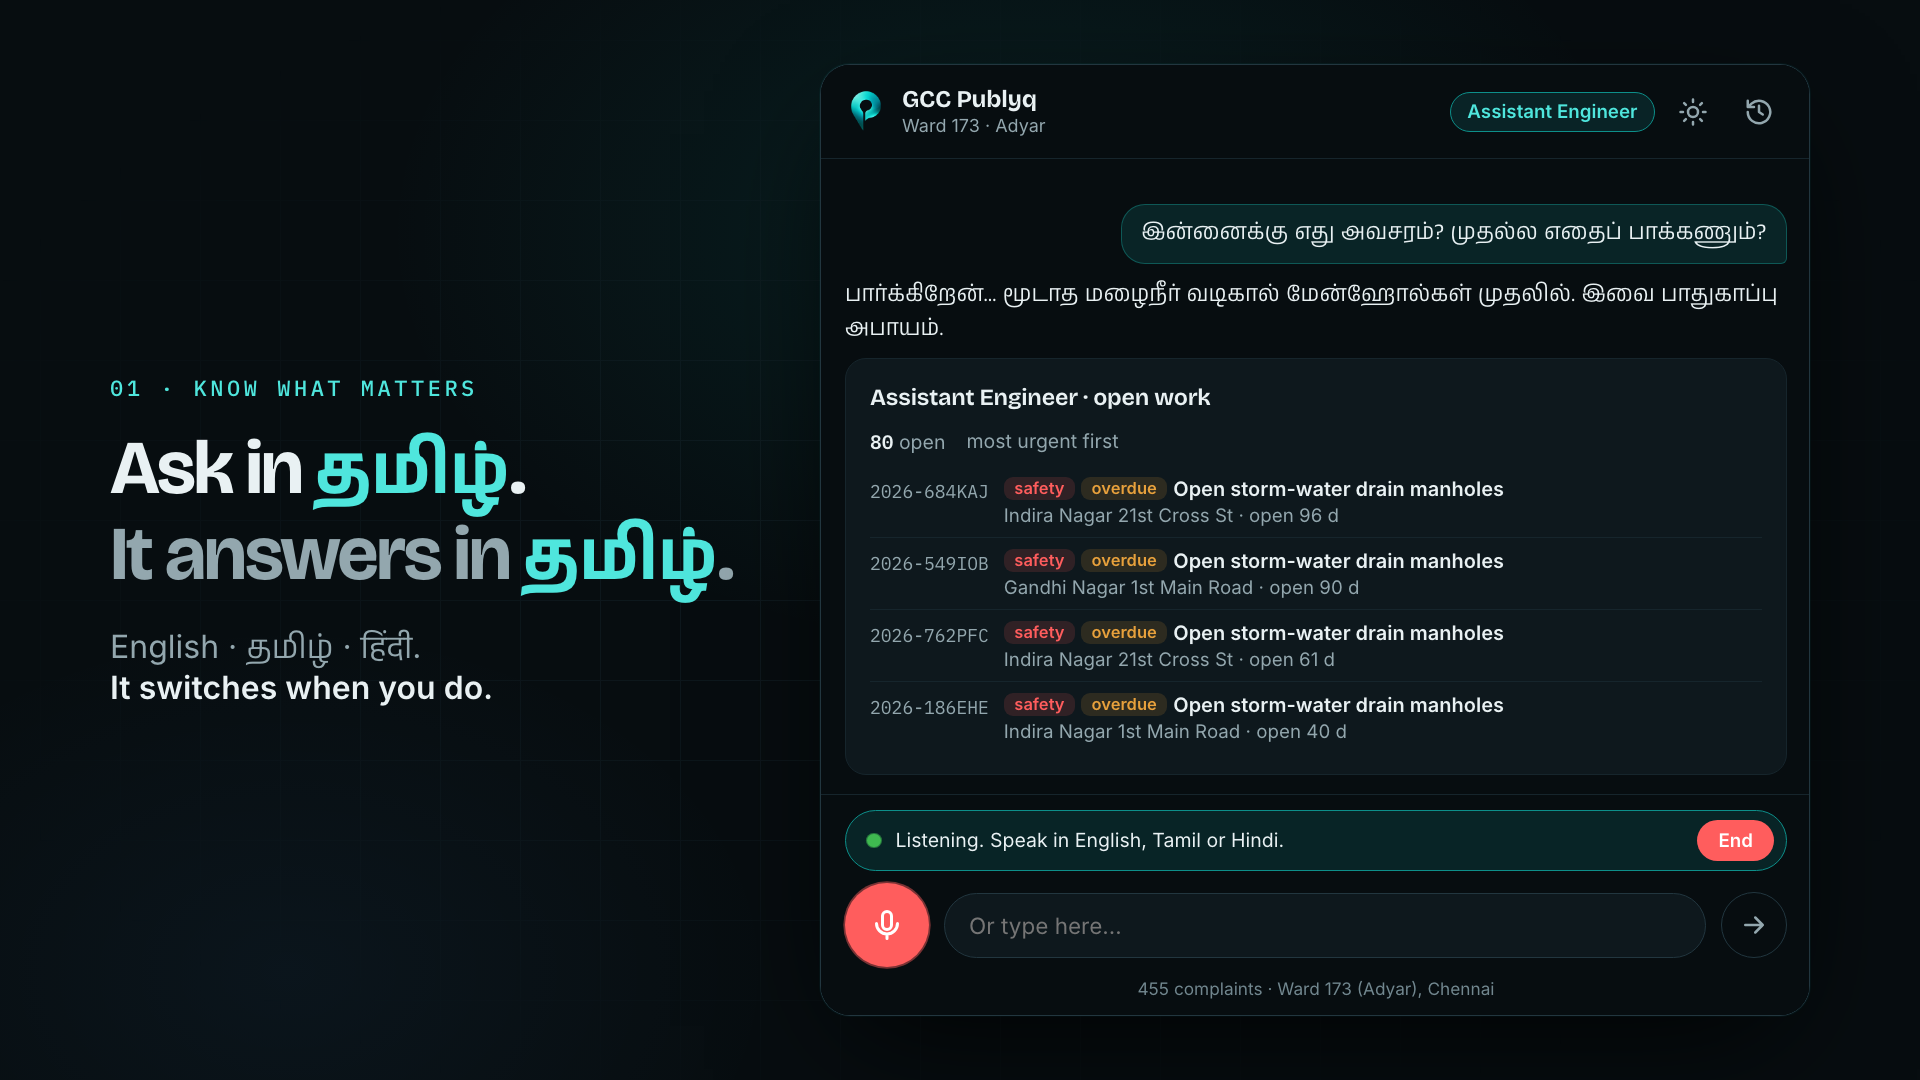 01 · KNOW WHAT MATTERS
Ask in தமிழ்.
It answers in தமிழ்.
English · தமிழ் · हिंदी.
It switches when you do.
GCC Publyq
Ward 173 · Adyar
Assistant Engineer
இன்னைக்கு எது அவசரம்? முதல்ல எதைப் பாக்கணும்?
பார்க்கிறேன்... மூடாத மழைநீர் வடிகால் மேன்ஹோல்கள் முதலில். இவை பாதுகாப்பு
அபாயம்.
Assistant Engineer · open work
80 open most urgent first
2026-684KAJ safety overdue Open storm-water drain manholes
Indira Nagar 21st Cross St · open 96 d
2026-549IOB safety overdue Open storm-water drain manholes
Gandhi Nagar 1st Main Road · open 90 d
2026-762PFC safety overdue Open storm-water drain manholes
Indira Nagar 21st Cross St · open 61 d
2026-186EHE safety overdue Open storm-water drain manholes
Indira Nagar 1st Main Road · open 40 d
Listening. Speak in English, Tamil or Hindi.
End
Or type here...
455 complaints · Ward 173 (Adyar), Chennai